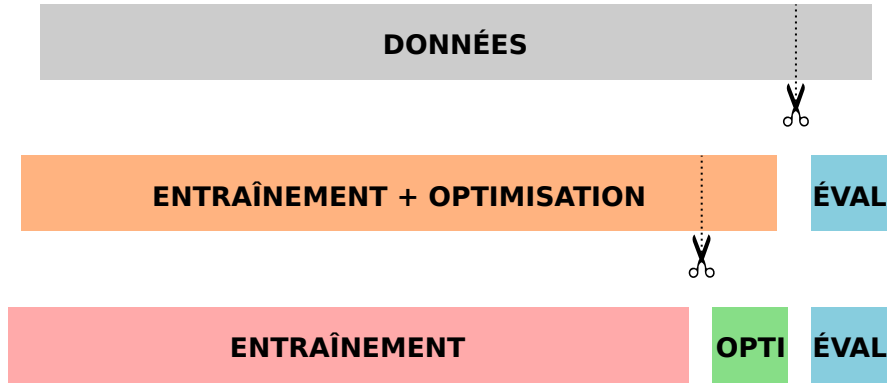 DONNÉES
ENTRAÎNEMENT + OPTIMISATION ÉVAL
ENTRAÎNEMENT OPTI ÉVAL